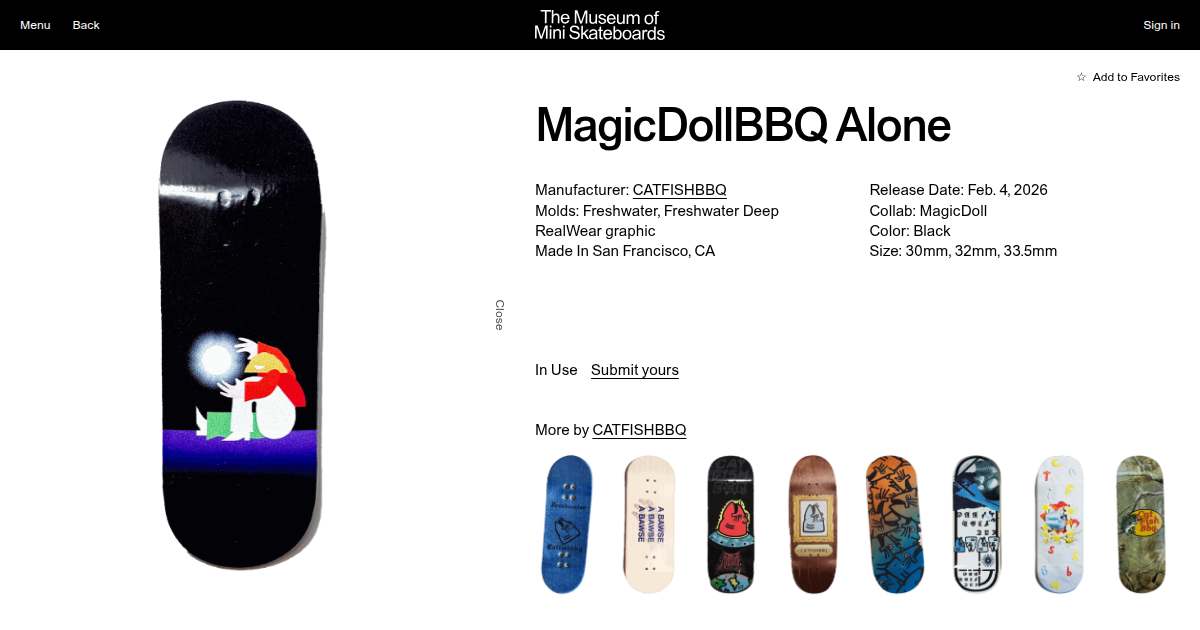 Menu
Back
The Museum of
Mini Skateboards
Sign in
☆ Add to Favorites
MagicDollBBQ Alone
Manufacturer: CATFISHBBQ
Molds: Freshwater, Freshwater Deep
RealWear graphic
Made In San Francisco, CA
Release Date: Feb. 4, 2026
Collab: MagicDoll
Color: Black
Size: 30mm, 32mm, 33.5mm
Close
In Use
Submit yours
More by CATFISHBBQ
A BAWSE
A BAWSE
A BAWSE